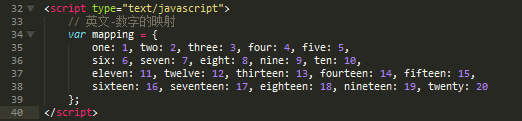 32 <script type="text/javascript">
33 // 英文-数字的映射
34 var mapping = {
35 one: 1, two: 2, three: 3, four: 4, five: 5,
36 six: 6, seven: 7, eight: 8, nine: 9, ten: 10,
37 eleven: 11, twelve: 12, thirteen: 13, fourteen: 14, fifteen: 15,
38 sixteen: 16, seventeen: 17, eighteen: 18, nineteen: 19, twenty: 20
39 };
40 </script>